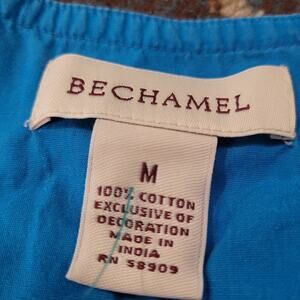 BECHAMEL
M
100% COTTON
EXCLUSIVE OF
DECORATION
MADE IN
INDIA
RN 58909